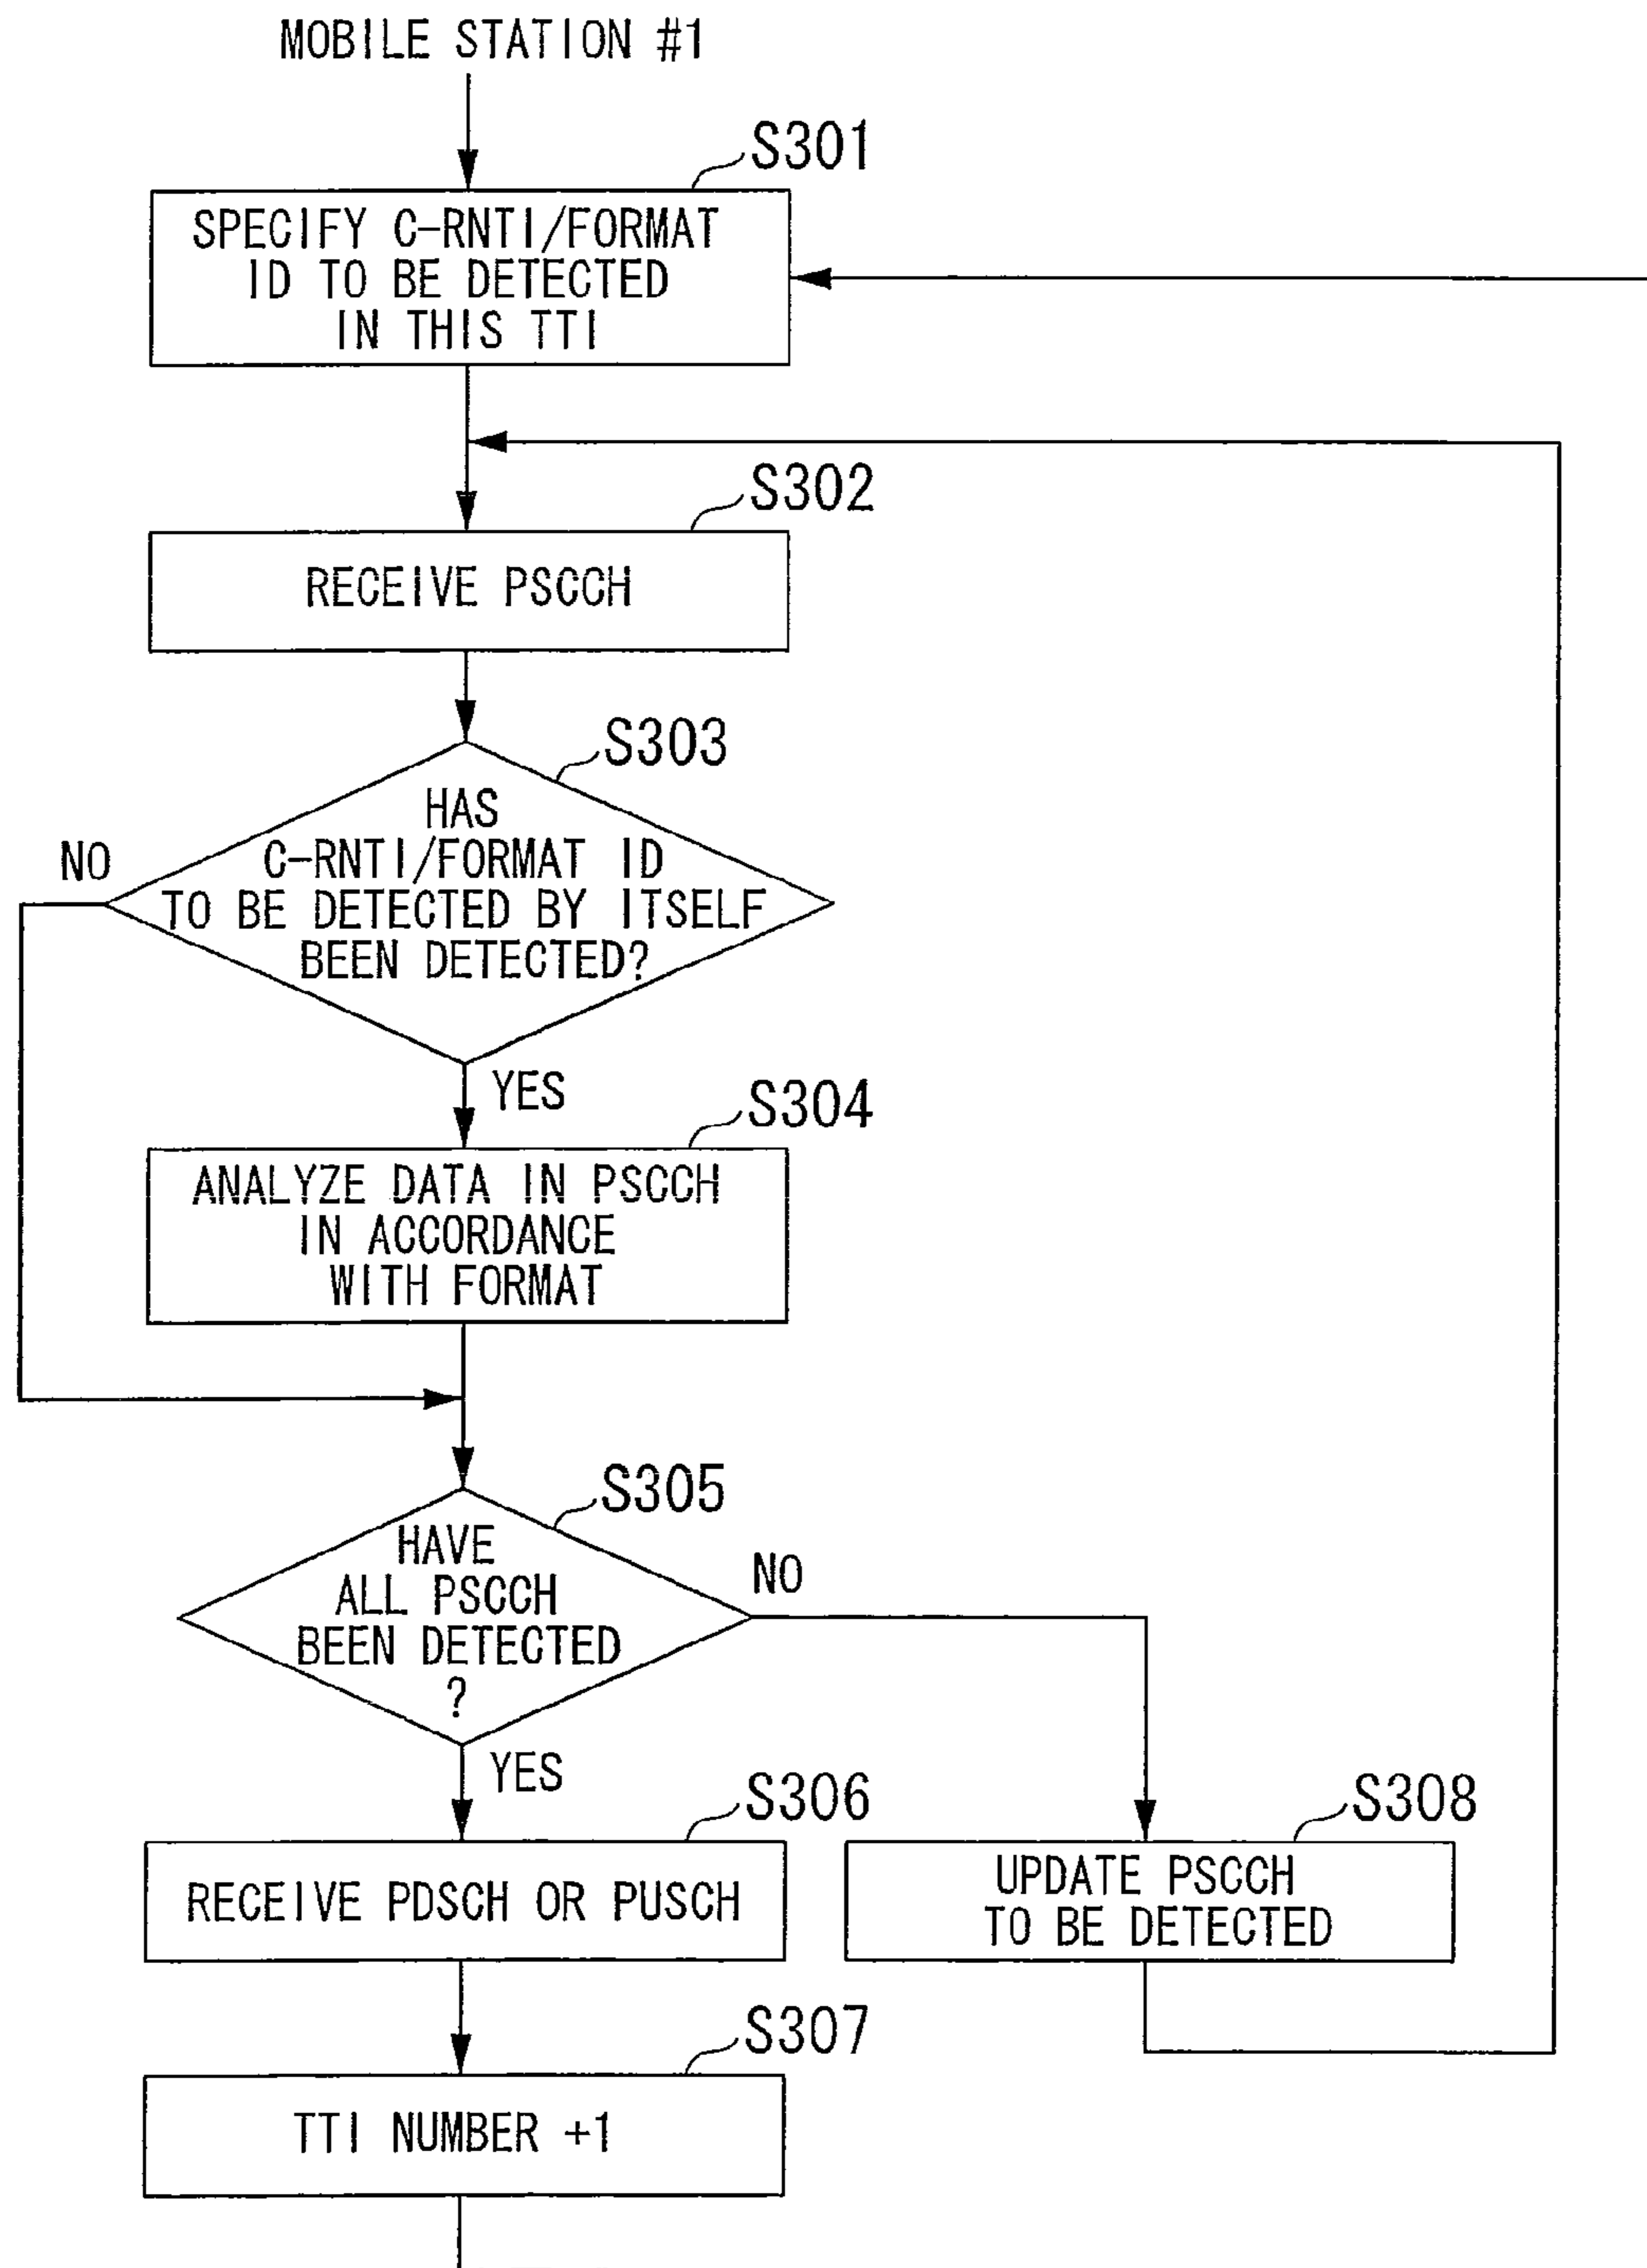 MOBILE STATION #1
S301
SPECIFY C-RNTI/FORMAT
ID TO BE DETECTED
IN THIS TTI
S302
RECEIVE PSCCH
S303
HAS
C-RNTI/FORMAT ID
TO BE DETECTED BY ITSELF
BEEN DETECTED?
NO
YES
S304
ANALYZE DATA IN PSCCH
IN ACCORDANCE
WITH FORMAT
S305
HAVE
ALL PSCCH
BEEN DETECTED
?
NO
YES
S306
RECEIVE PDSCH OR PUSCH
S308
UPDATE PSCCH
TO BE DETECTED
S307
TTI NUMBER +1